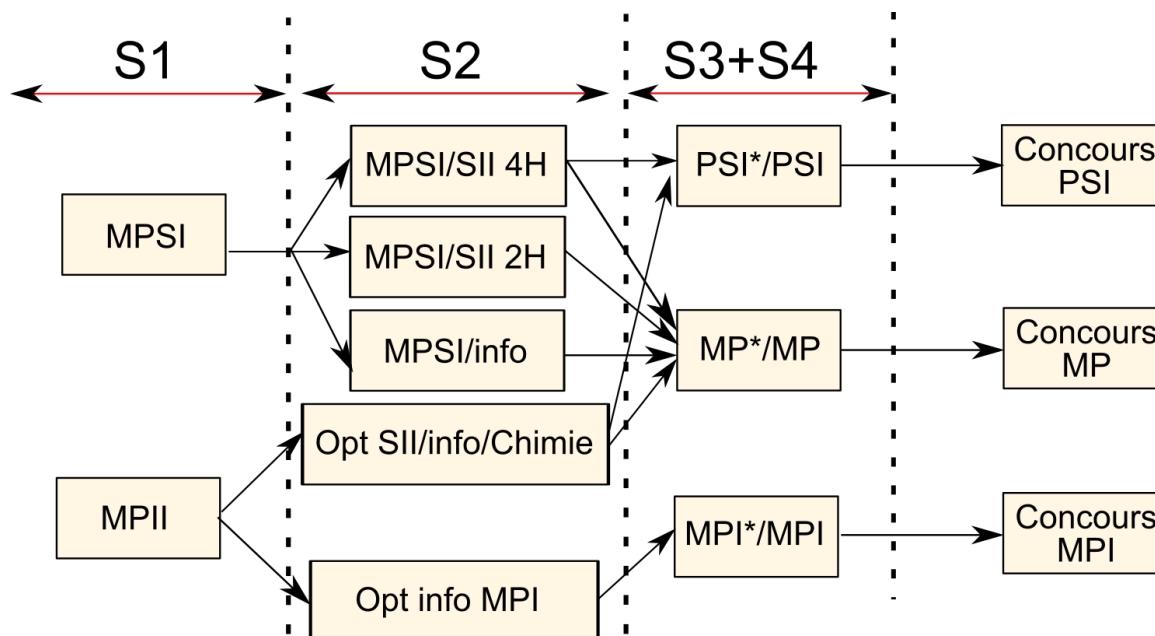 S1
S2
S3+S4
MPSI
MPSI/SII 4H
MPSI/SII 2H
MPSI/info
Opt SII/info/Chimie
MPII
Opt info MPI
PSI*/PSI
MP*/MP
MPI*/MPI
Concours
PSI
Concours
MP
Concours
MPI